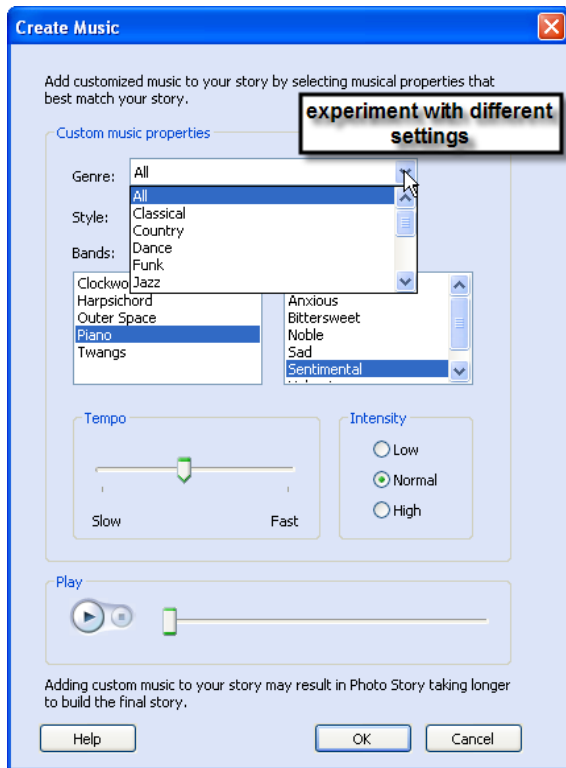 Create Music
Add customized music to your story by selecting musical properties that
best match your story.
experiment with different
settings
Custom music properties
Genre:
All
All
Classical
Country
Dance
Funk
Jazz
Style:
Bands:
Clockwo
Harpsichord
Outer Space
Piano
Twangs
Anxious
Bittersweet
Noble
Sad
Sentimental
Tempo
Slow
Fast
Intensity
Low
Normal
High
Play
Adding custom music to your story may result in Photo Story taking longer
to build the final story.
Help
OK
Cancel